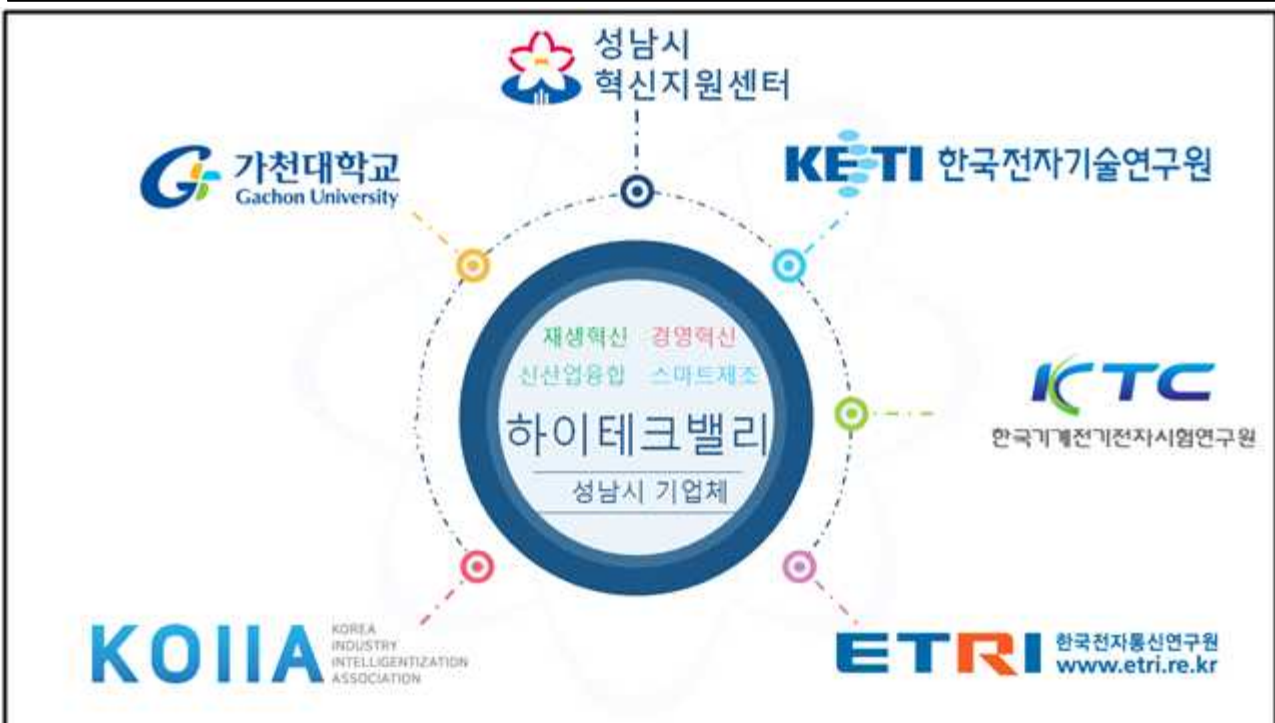 성남시
혁신지원센터
가천대학교
Gachon University
KETI 한국전자기술연구원
재생혁신 경영혁신
신산업융합 스마트제조
하이테크밸리
성남시 기업체
KTC
한국기계전기전자시험연구원
KOIIA
KOREA
INDUSTRY
INTELLIGENTIZATION
ASSOCIATION
ETRI
한국전자통신연구원
www.etri.re.kr